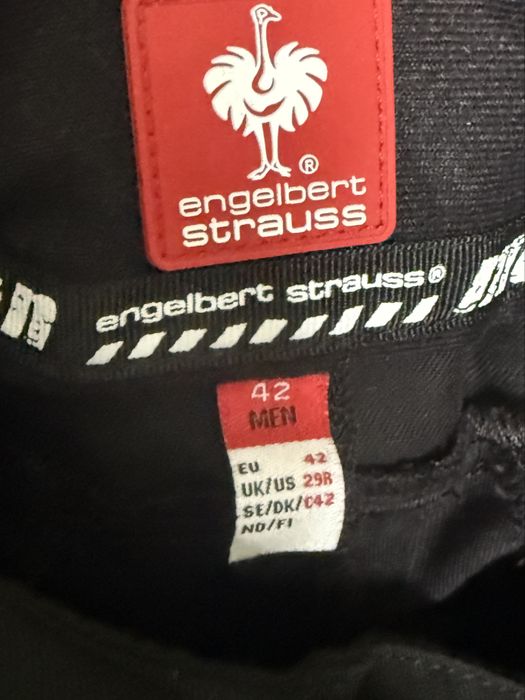 ®
engelbert
strauss
engelbert strauss®
42
MEN
EU 42
UK/US 29R
SE/DK/ C42
NO/FI